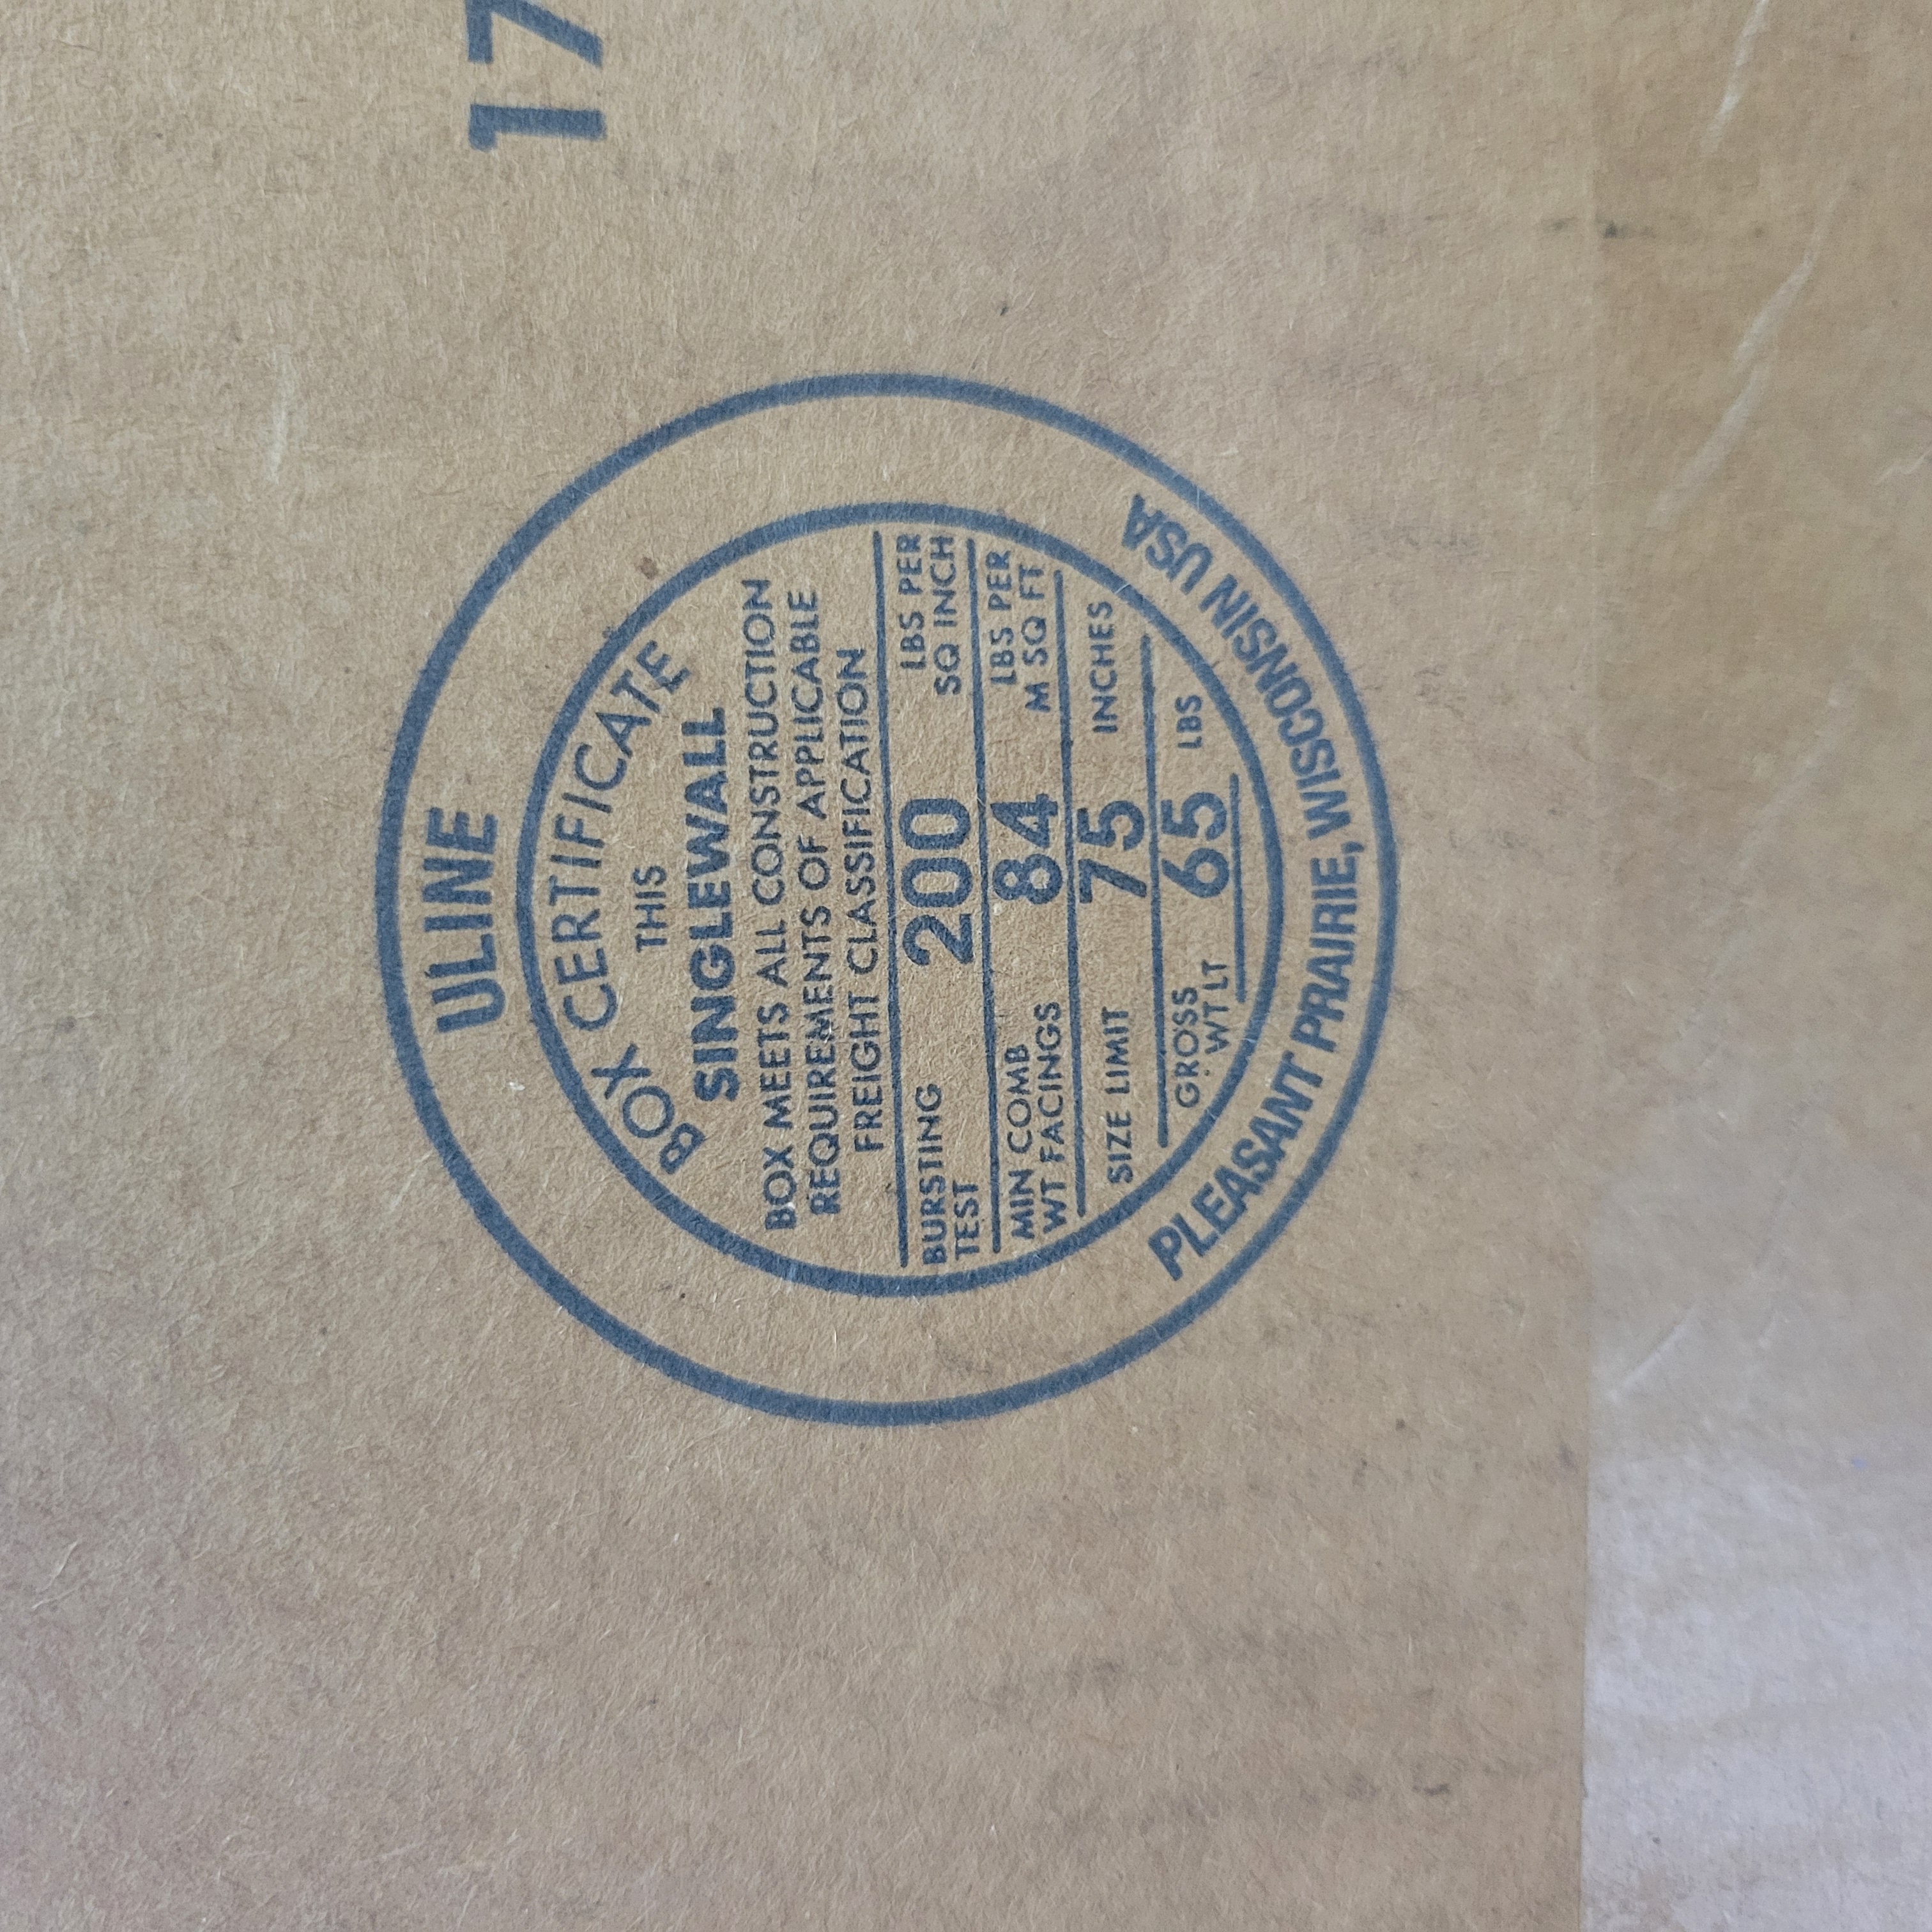 17
ULINE
BOX CERTIFICATE
THIS
SINGLEWALL
BOX MEETS ALL CONSTRUCTION
REQUIREMENTS OF APPLICABLE
FREIGHT CLASSIFICATION
BURSTING TEST 200 LBS PER SQ INCH
MIN COMB WT FACINGS 84 LBS PER M SQ FT
SIZE LIMIT 75 INCHES
GROSS WT LT 65 LBS
PLEASANT PRAIRIE, WISCONSIN USA